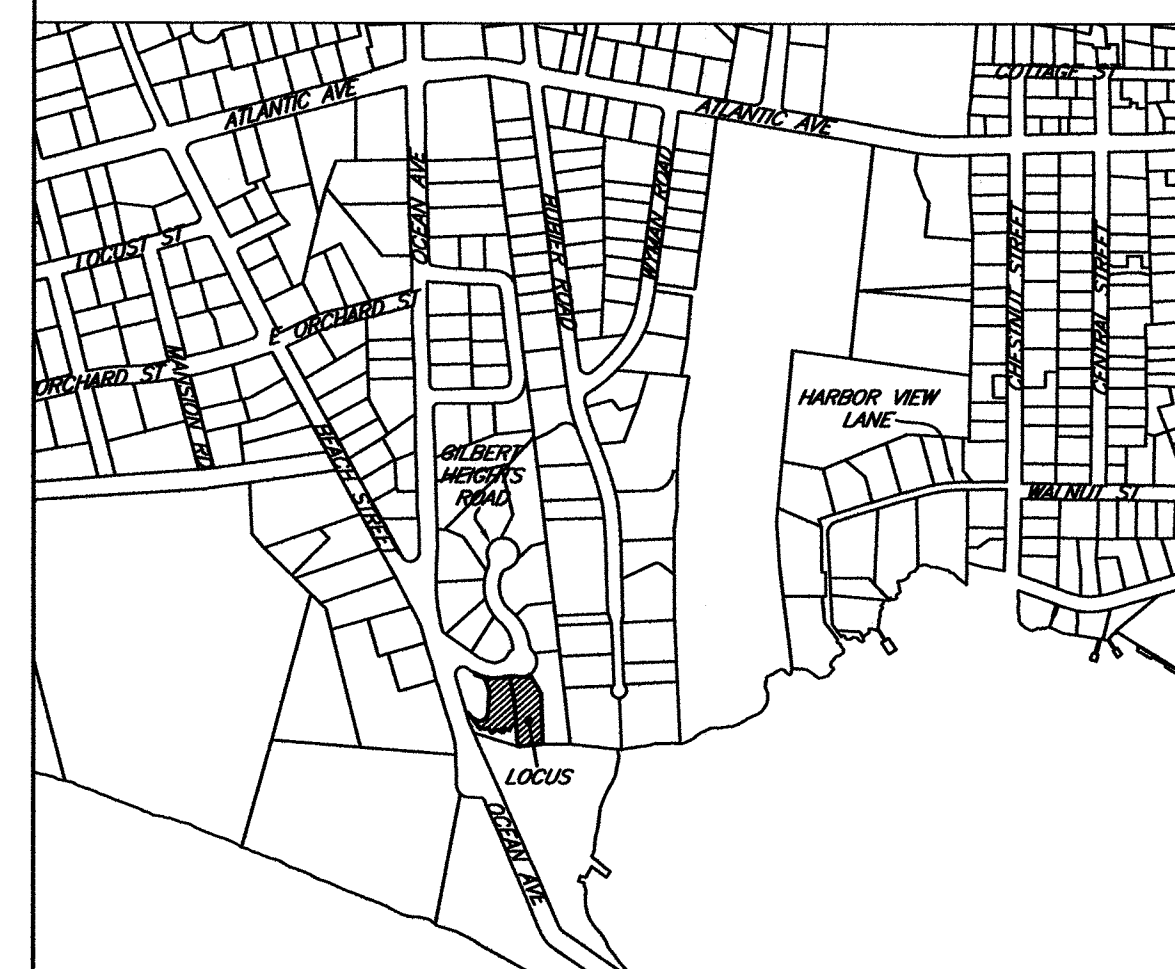 COTTAGE ST
ATLANTIC AVE
ATLANTIC AVE
OCEAN AVE
BUBIER ROAD
WYMAN ROAD
LOCUST ST
CHESTNUT STREET
CENTRAL STREET
E ORCHARD ST
ORCHARD ST
MANSION RD
HARBOR VIEW
LANE
BEACH STREET
GILBERT
HEIGHTS
ROAD
WALNUT ST
LOCUS
OCEAN AVE